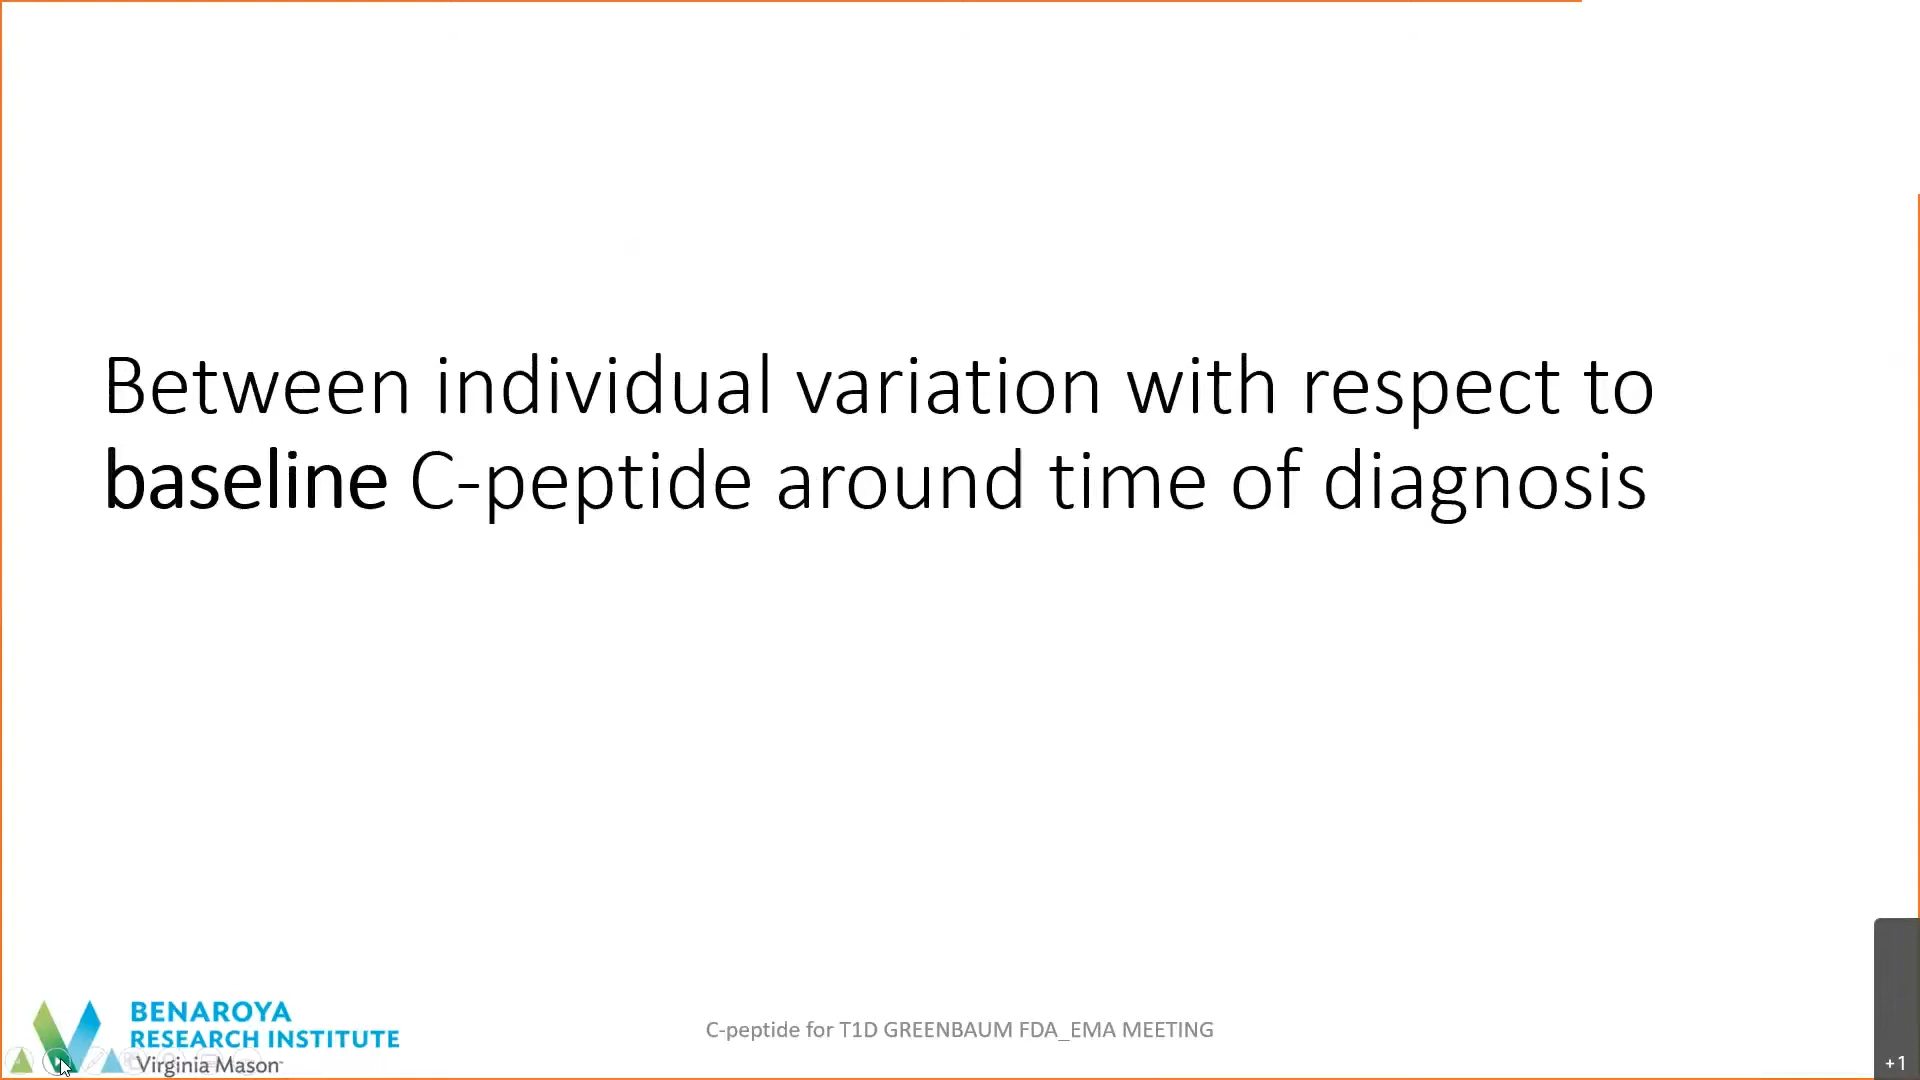 Between individual variation with respect to
baseline C-peptide around time of diagnosis
BENAROYA
RESEARCH INSTITUTE
Virginia Mason
C-peptide for T1D GREENBAUM FDA_EMA MEETING
+1